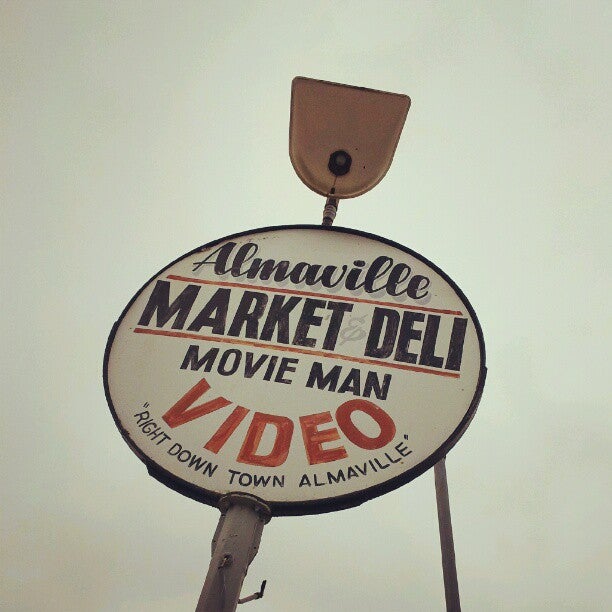 Almaville
MARKET & DELI
MOVIE MAN
VIDEO
"RIGHT DOWN TOWN ALMAVILLE"